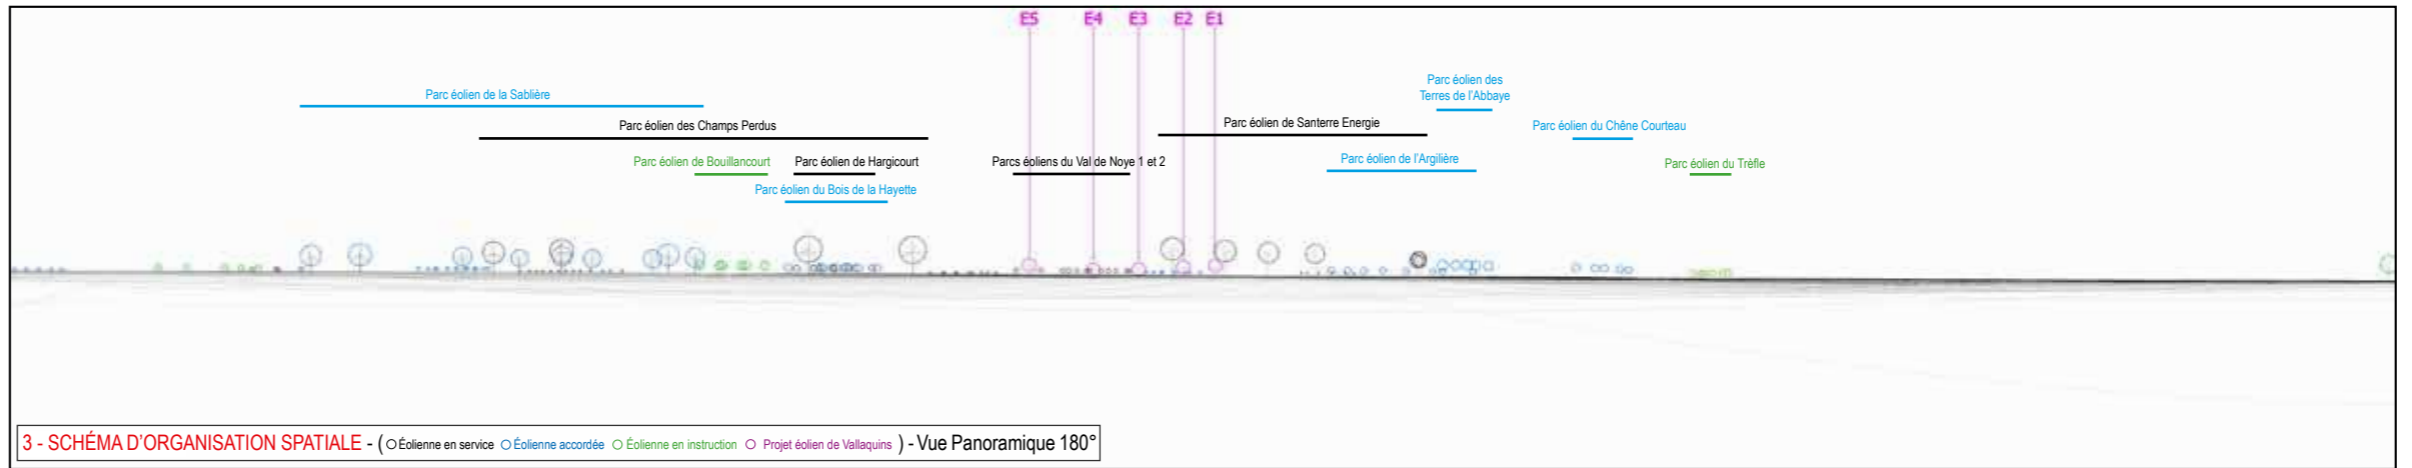 E5 E4 E3 E2 E1
Parc éolien des
Terres de l'Abbaye
Parc éolien de la Sablière
Parc éolien des Champs Perdus
Parc éolien de Santerre Energie
Parc éolien du Chêne Courteau
Parc éolien de Bouillancourt
Parc éolien de Hargicourt
Parcs éoliens du Val de Noye 1 et 2
Parc éolien de l'Argilière
Parc éolien du Trèfle
Parc éolien du Bois de la Hayette
3 - SCHÉMA D'ORGANISATION SPATIALE - ( Éolienne en service Éolienne accordée Éolienne en instruction Projet éolien de Vallaquins ) - Vue Panoramique 180°